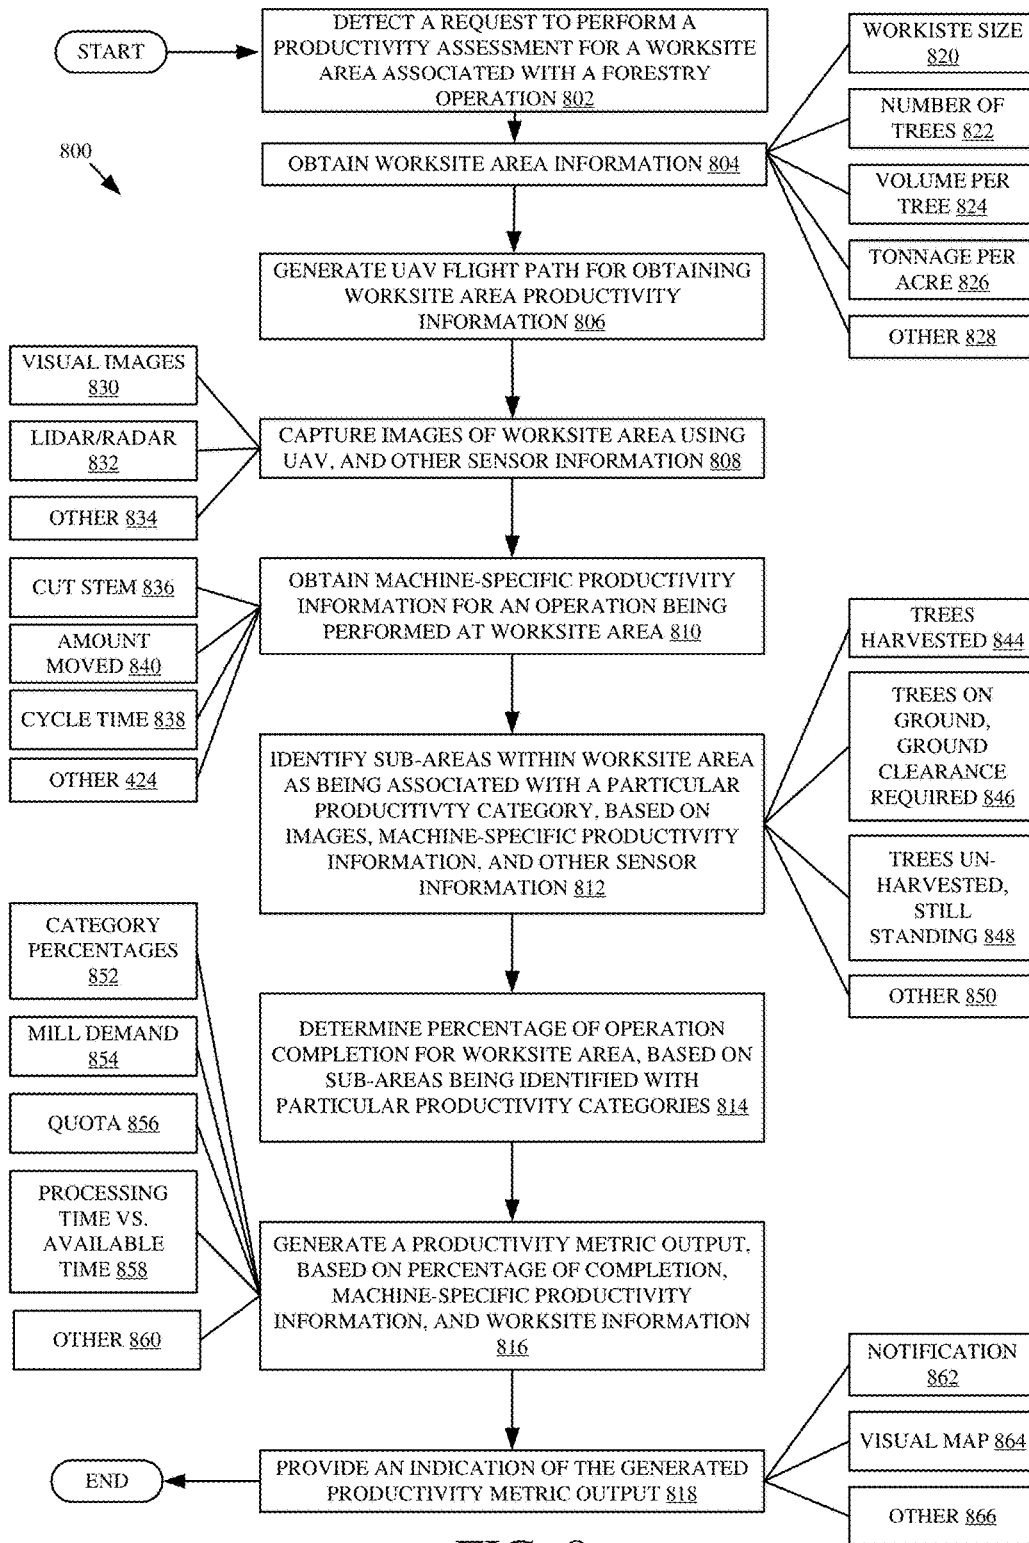 START
DETECT A REQUEST TO PERFORM A
PRODUCTIVITY ASSESSMENT FOR A WORKSITE
AREA ASSOCIATED WITH A FORESTRY
OPERATION 802
WORKISTE SIZE
820
NUMBER OF
TREES 822
800
OBTAIN WORKSITE AREA INFORMATION 804
VOLUME PER
TREE 824
TONNAGE PER
ACRE 826
OTHER 828
GENERATE UAV FLIGHT PATH FOR OBTAINING
WORKSITE AREA PRODUCTIVITY
INFORMATION 806
VISUAL IMAGES
830
LIDAR/RADAR
832
OTHER 834
CAPTURE IMAGES OF WORKSITE AREA USING
UAV, AND OTHER SENSOR INFORMATION 808
CUT STEM 836
AMOUNT
MOVED 840
CYCLE TIME 838
OTHER 424
OBTAIN MACHINE-SPECIFIC PRODUCTIVITY
INFORMATION FOR AN OPERATION BEING
PERFORMED AT WORKSITE AREA 810
TREES
HARVESTED 844
TREES ON
GROUND,
GROUND
CLEARANCE
REQUIRED 846
TREES UN-
HARVESTED,
STILL
STANDING 848
OTHER 850
IDENTIFY SUB-AREAS WITHIN WORKSITE AREA
AS BEING ASSOCIATED WITH A PARTICULAR
PRODUCITIVTY CATEGORY, BASED ON
IMAGES, MACHINE-SPECIFIC PRODUCTIVITY
INFORMATION, AND OTHER SENSOR
INFORMATION 812
CATEGORY
PERCENTAGES
852
MILL DEMAND
854
QUOTA 856
PROCESSING
TIME VS.
AVAILABLE
TIME 858
OTHER 860
DETERMINE PERCENTAGE OF OPERATION
COMPLETION FOR WORKSITE AREA, BASED ON
SUB-AREAS BEING IDENTIFIED WITH
PARTICULAR PRODUCTIVITY CATEGORIES 814
GENERATE A PRODUCTIVITY METRIC OUTPUT,
BASED ON PERCENTAGE OF COMPLETION,
MACHINE-SPECIFIC PRODUCTIVITY
INFORMATION, AND WORKSITE INFORMATION
816
NOTIFICATION
862
VISUAL MAP 864
OTHER 866
END
PROVIDE AN INDICATION OF THE GENERATED
PRODUCTIVITY METRIC OUTPUT 818